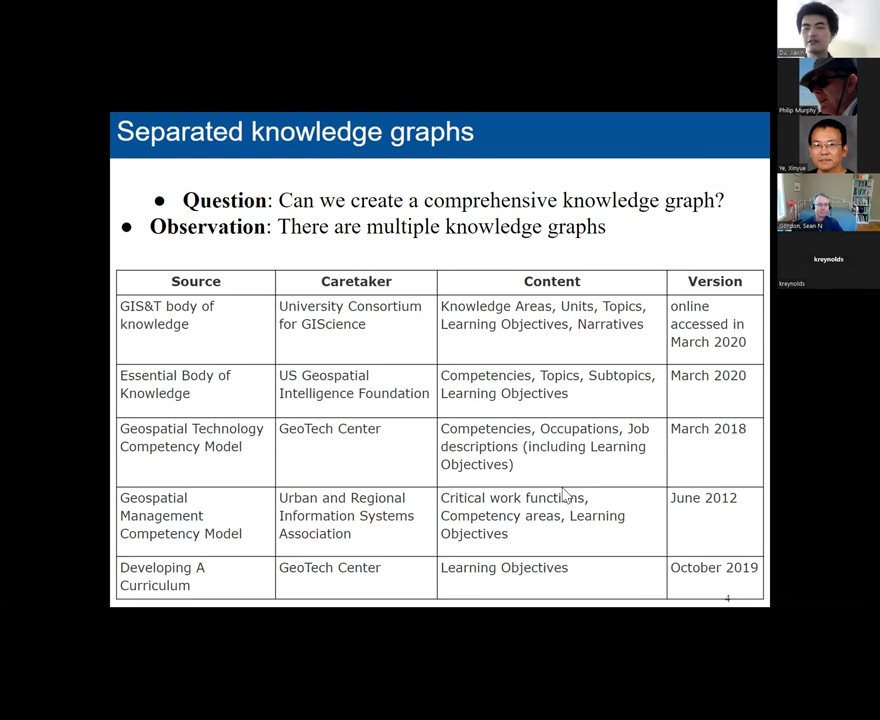 Separated knowledge graphs
● Question: Can we create a comprehensive knowledge graph?
● Observation: There are multiple knowledge graphs
Source Caretaker Content Version
GIS&T body of University Consortium Knowledge Areas, Units, Topics, online
knowledge for GIScience Learning Objectives, Narratives accessed in
March 2020
Essential Body of US Geospatial Competencies, Topics, Subtopics, March 2020
Knowledge Intelligence Foundation Learning Objectives
Geospatial Technology GeoTech Center Competencies, Occupations, Job March 2018
Competency Model descriptions (including Learning
Objectives)
Geospatial Urban and Regional Critical work functions, June 2012
Management Information Systems Competency areas, Learning
Competency Model Association Objectives
Developing A GeoTech Center Learning Objectives October 2019
Curriculum
4
Du, Jiaxin
Philip Murphy
Ye, Xinyue
Gordon, Sean N
kreynolds
kreynolds